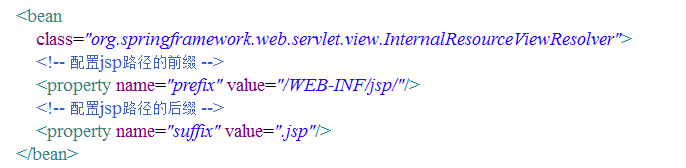 <bean
class="org.springframework.web.servlet.view.InternalResourceViewResolver">
<!-- 配置jsp路径的前缀 -->
<property name="prefix" value="/WEB-INF/jsp/"/>
<!-- 配置jsp路径的后缀 -->
<property name="suffix" value=".jsp"/>
</bean>